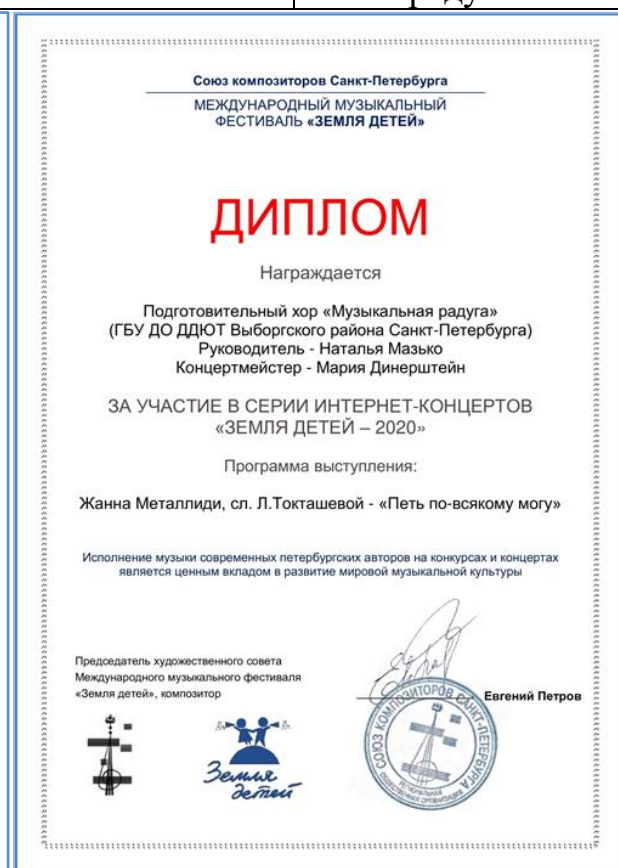 Союз композиторов Санкт-Петербурга
МЕЖДУНАРОДНЫЙ МУЗЫКАЛЬНЫЙ
ФЕСТИВАЛЬ «ЗЕМЛЯ ДЕТЕЙ»
ДИПЛОМ
Награждается
Подготовительный хор «Музыкальная радуга»
(ГБУ ДО ДДЮТ Выборгского района Санкт-Петербурга)
Руководитель - Наталья Мазько
Концертмейстер - Мария Динерштейн
ЗА УЧАСТИЕ В СЕРИИ ИНТЕРНЕТ-КОНЦЕРТОВ
«ЗЕМЛЯ ДЕТЕЙ – 2020»
Программа выступления:
Жанна Металлиди, сл. Л.Токташевой - «Петь по-всякому могу»
Исполнение музыки современных петербургских авторов на конкурсах и концертах
является ценным вкладом в развитие мировой музыкальной культуры
Председатель художественного совета
Международного музыкального фестиваля
«Земля детей», композитор
Евгений Петров
Земля
детей
СОЮЗ КОМПОЗИТОРОВ САНКТ-ПЕТЕРБУРГА
РЕГИОНАЛЬНАЯ
ОБЩЕСТВЕННАЯ ОРГАНИЗАЦИЯ